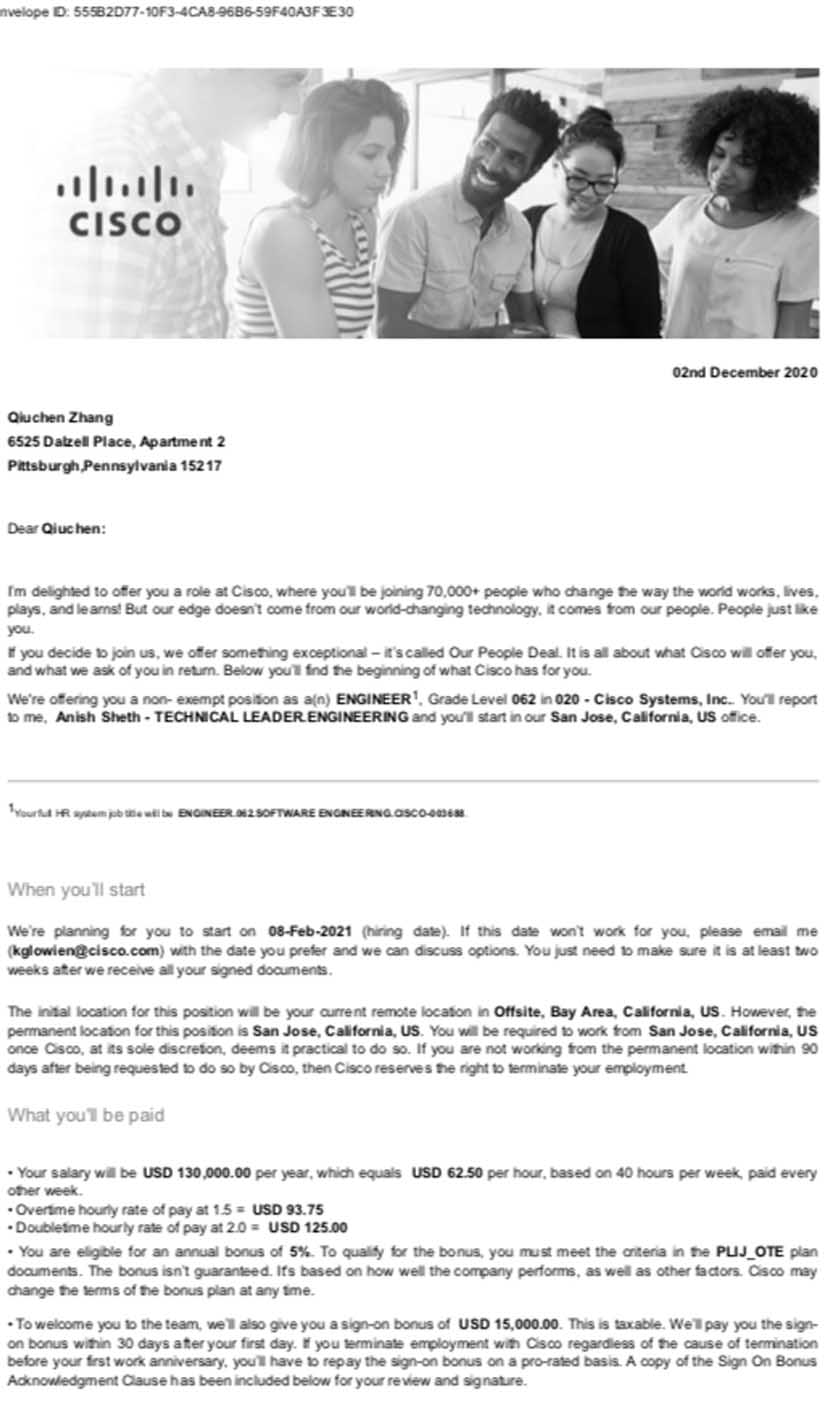 nvelope ID: 555B2D77-10F3-4CA8-96B6-59F40A3F3E30
CISCO
02nd December 2020
Qiuchen Zhang
6525 Dalzell Place, Apartment 2
Pittsburgh,Pennsylvania 15217
Dear Qiuchen:
I'm delighted to offer you a role at Cisco, where you'll be joining 70,000+ people who change the way the world works, lives,
plays, and learns! But our edge doesn't come from our world-changing technology, it comes from our people. People just like
you.
If you decide to join us, we offer something exceptional – it's called Our People Deal. It is all about what Cisco will offer you,
and what we ask of you in return. Below you'll find the beginning of what Cisco has for you.
We're offering you a non- exempt position as a(n) ENGINEER¹, Grade Level 062 in 020 - Cisco Systems, Inc.. You'll report
to me, Anish Sheth - TECHNICAL LEADER.ENGINEERING and you'll start in our San Jose, California, US office.
¹Your full HR system job title will be ENGINEER.062.SOFTWARE ENGINEERING.CISCO-003688.
When you'll start
We're planning for you to start on 08-Feb-2021 (hiring date). If this date won't work for you, please email me
(kglowien@cisco.com) with the date you prefer and we can discuss options. You just need to make sure it is at least two
weeks after we receive all your signed documents.
The initial location for this position will be your current remote location in Offsite, Bay Area, California, US. However, the
permanent location for this position is San Jose, California, US. You will be required to work from San Jose, California, US
once Cisco, at its sole discretion, deems it practical to do so. If you are not working from the permanent location within 90
days after being requested to do so by Cisco, then Cisco reserves the right to terminate your employment.
What you'll be paid
• Your salary will be USD 130,000.00 per year, which equals USD 62.50 per hour, based on 40 hours per week, paid every
other week.
• Overtime hourly rate of pay at 1.5 = USD 93.75
• Doubletime hourly rate of pay at 2.0 = USD 125.00
• You are eligible for an annual bonus of 5%. To qualify for the bonus, you must meet the criteria in the PLIJ_OTE plan
documents. The bonus isn't guaranteed. It's based on how well the company performs, as well as other factors. Cisco may
change the terms of the bonus plan at any time.
• To welcome you to the team, we'll also give you a sign-on bonus of USD 15,000.00. This is taxable. We'll pay you the sign-
on bonus within 30 days after your first day. If you terminate employment with Cisco regardless of the cause of termination
before your first work anniversary, you'll have to repay the sign-on bonus on a pro-rated basis. A copy of the Sign On Bonus
Acknowledgment Clause has been included below for your review and signature.